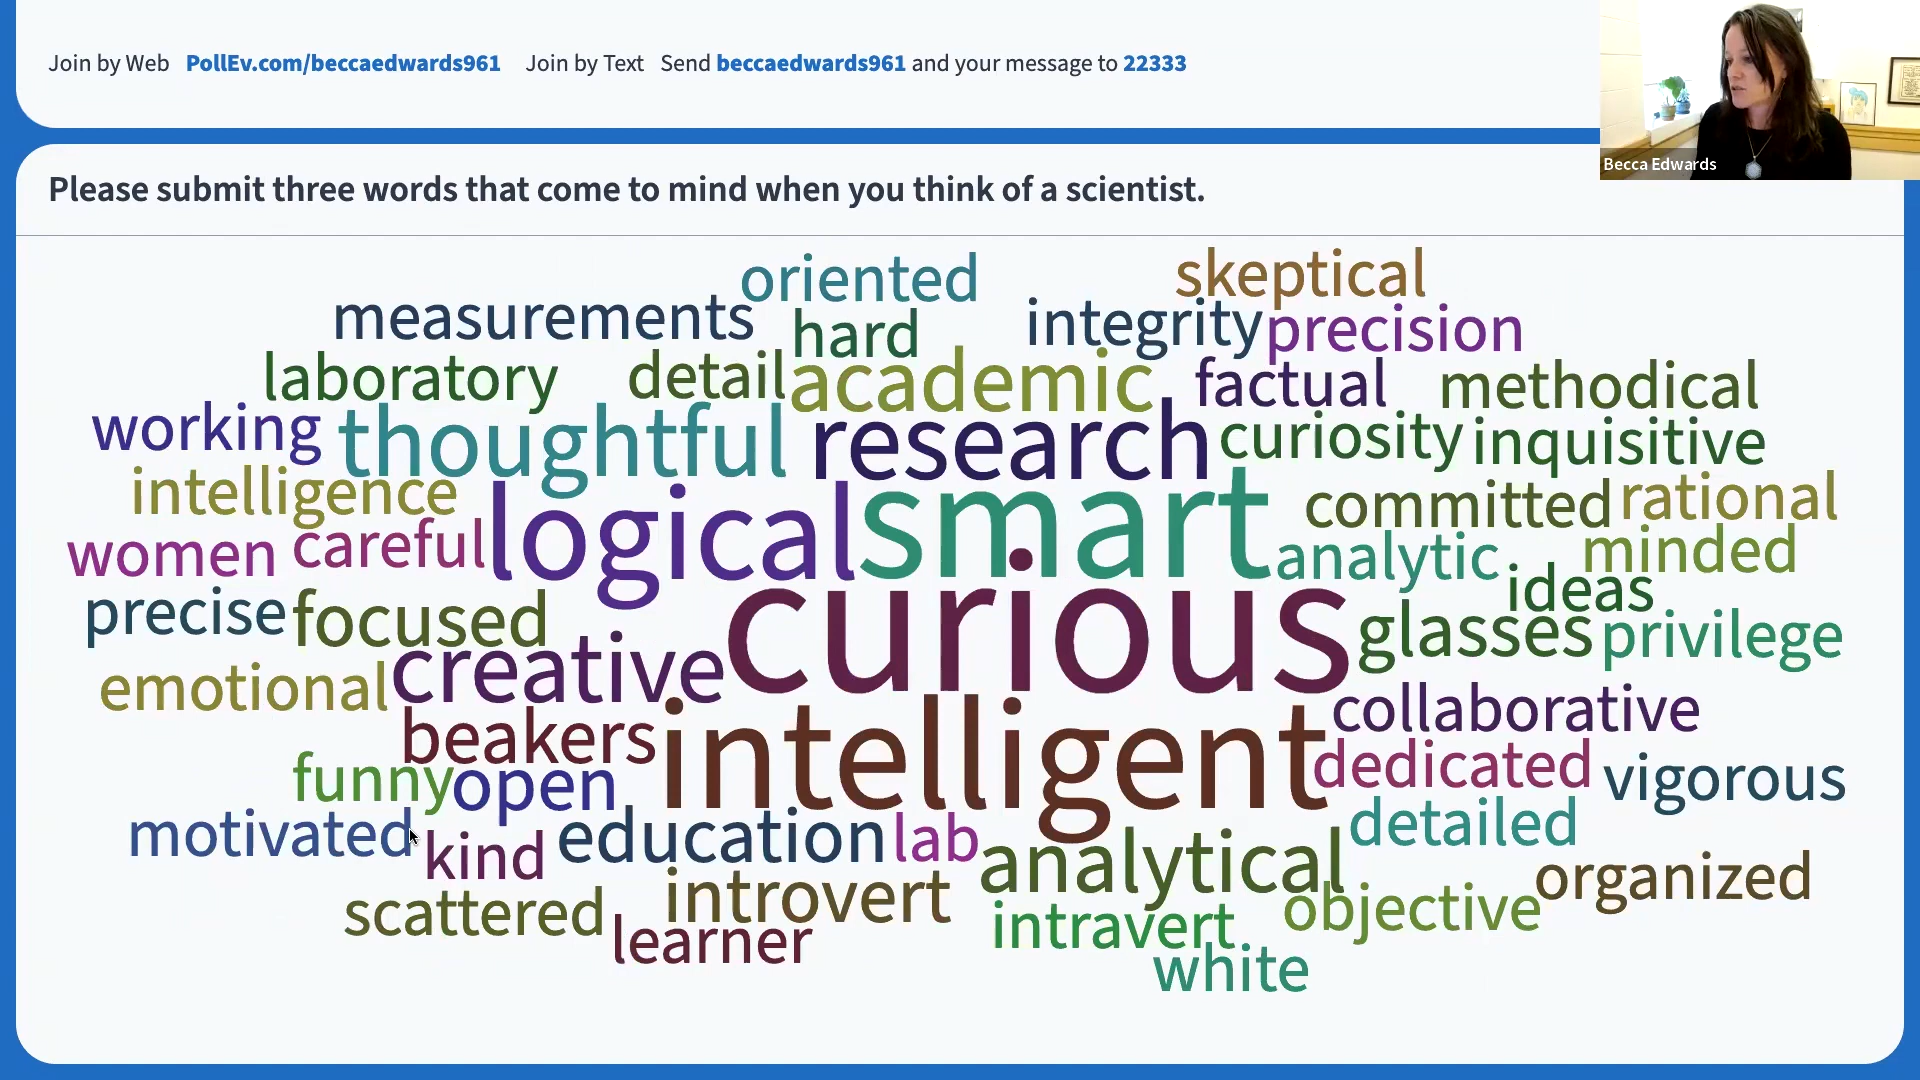 Join by Web PollEv.com/beccaedwards961 Join by Text Send beccaedwards961 and your message to 22333
Becca Edwards
Please submit three words that come to mind when you think of a scientist.
oriented skeptical
measurements hard integrity precision
laboratory detail academic factual methodical
working thoughtful research curiosity inquisitive
intelligence committed rational
women careful logical smart analytic minded
precise focused curious ideas glasses privilege
emotional creative collaborative
beakers intelligent dedicated vigorous
funny open
motivated kind education lab analytical detailed
scattered introvert intravert objective organized
learner white